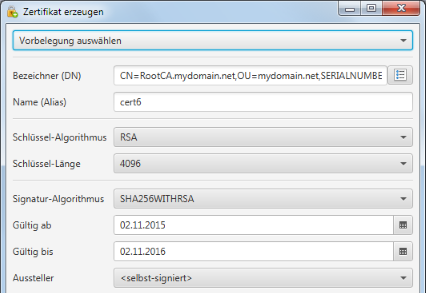 Zertifikat erzeugen
Vorbelegung auswählen
Bezeichner (DN) CN=RootCA.mydomain.net,OU=mydomain.net,SERIALNUMBE
Name (Alias) cert6
Schlüssel-Algorithmus RSA
Schlüssel-Länge 4096
Signatur-Algorithmus SHA256WITHRSA
Gültig ab 02.11.2015
Gültig bis 02.11.2016
Aussteller <selbst-signiert>